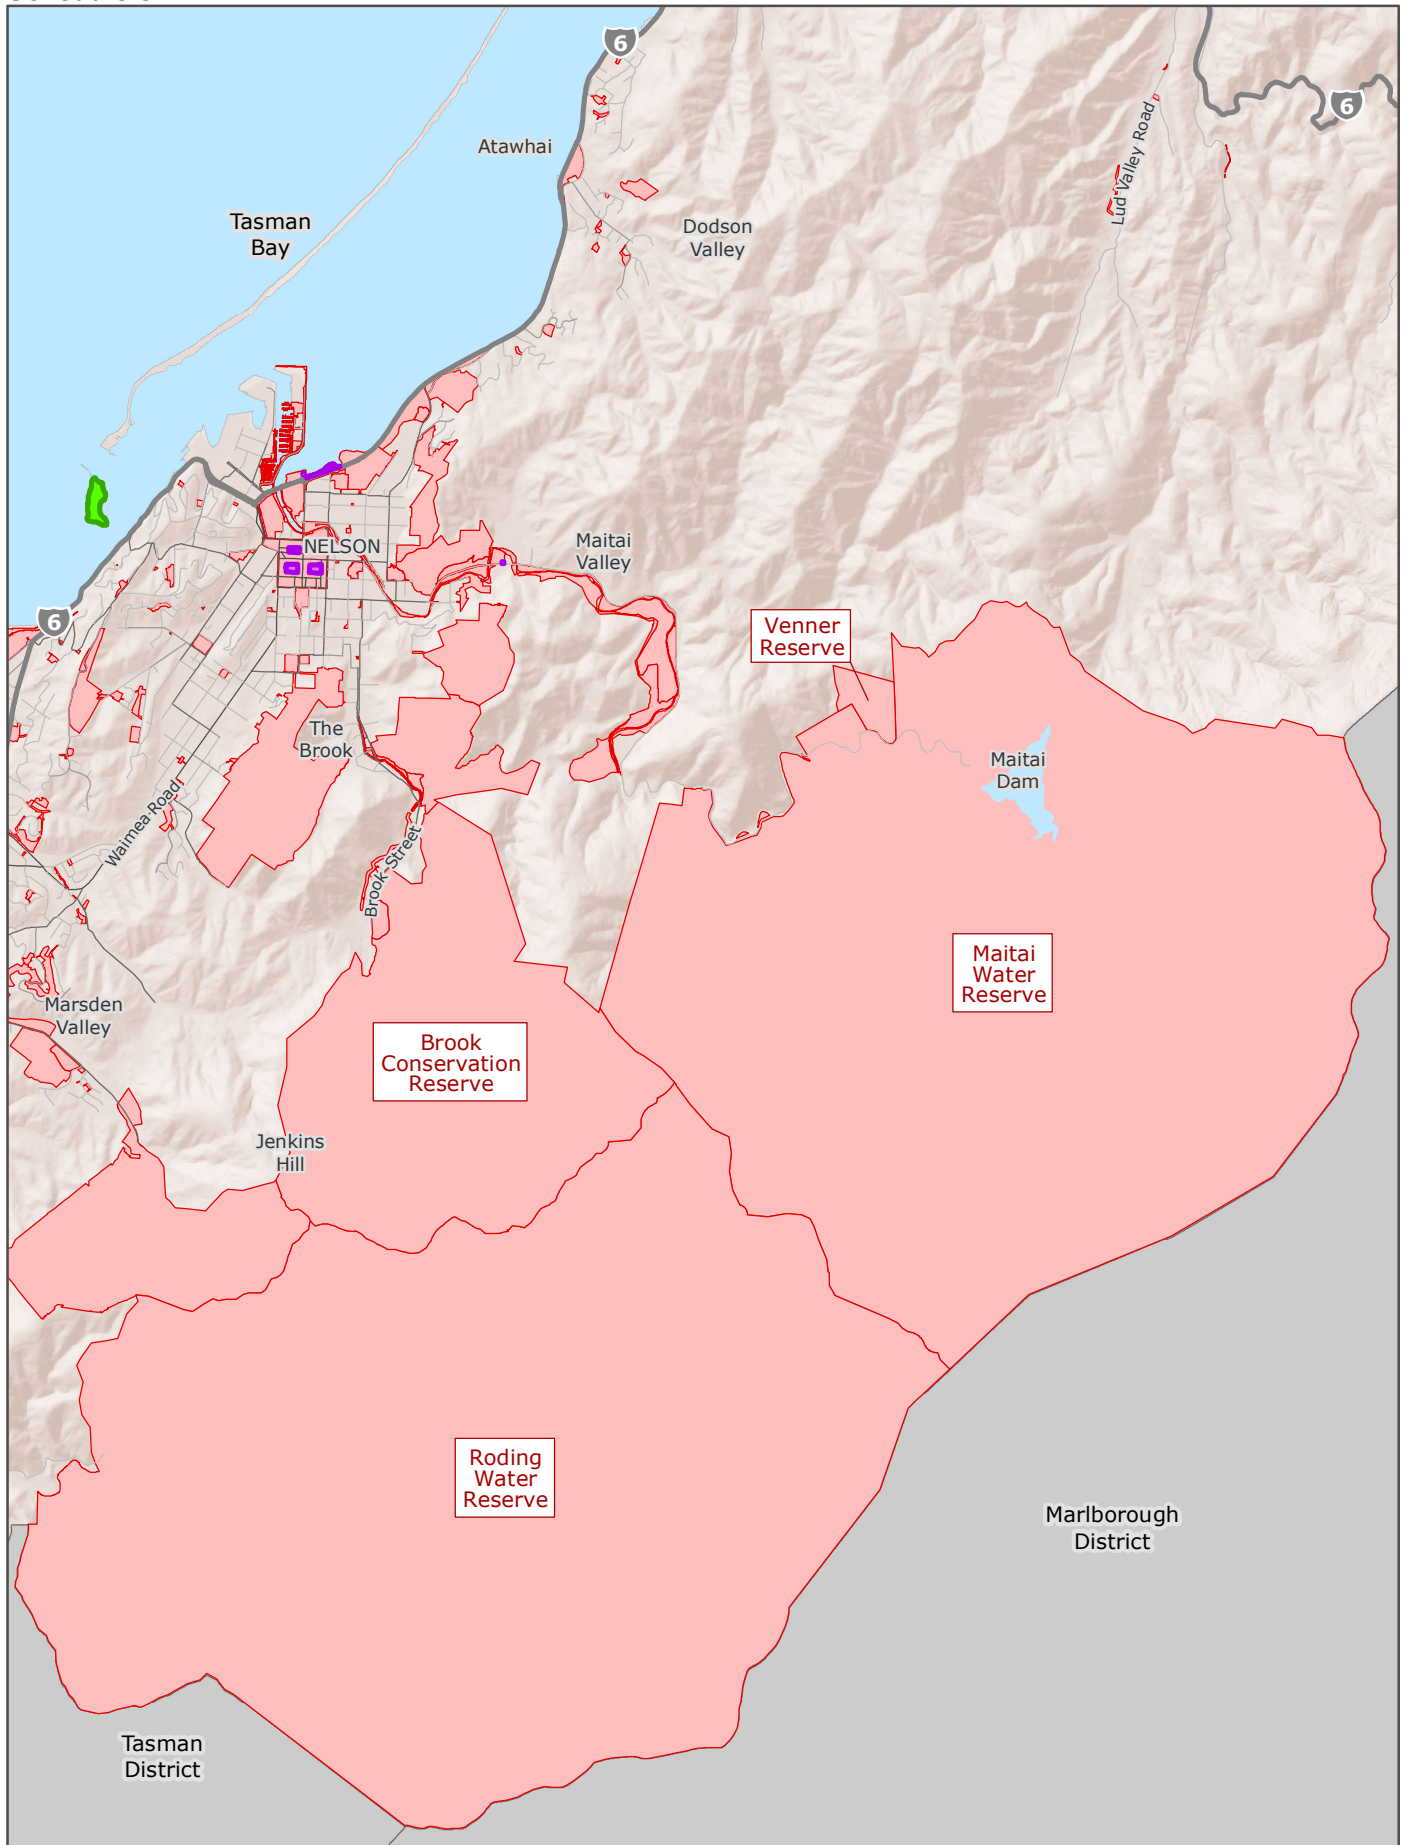 6
Atawhai
6
Lud Valley Road
Tasman
Bay
Dodson
Valley
NELSON
Maitai
Valley
6
Venner
Reserve
The
Brook
Maitai
Dam
Waimea Road
Brook Street
Maitai
Water
Reserve
Marsden
Valley
Brook
Conservation
Reserve
Jenkins
Hill
Roding
Water
Reserve
Marlborough
District
Tasman
District